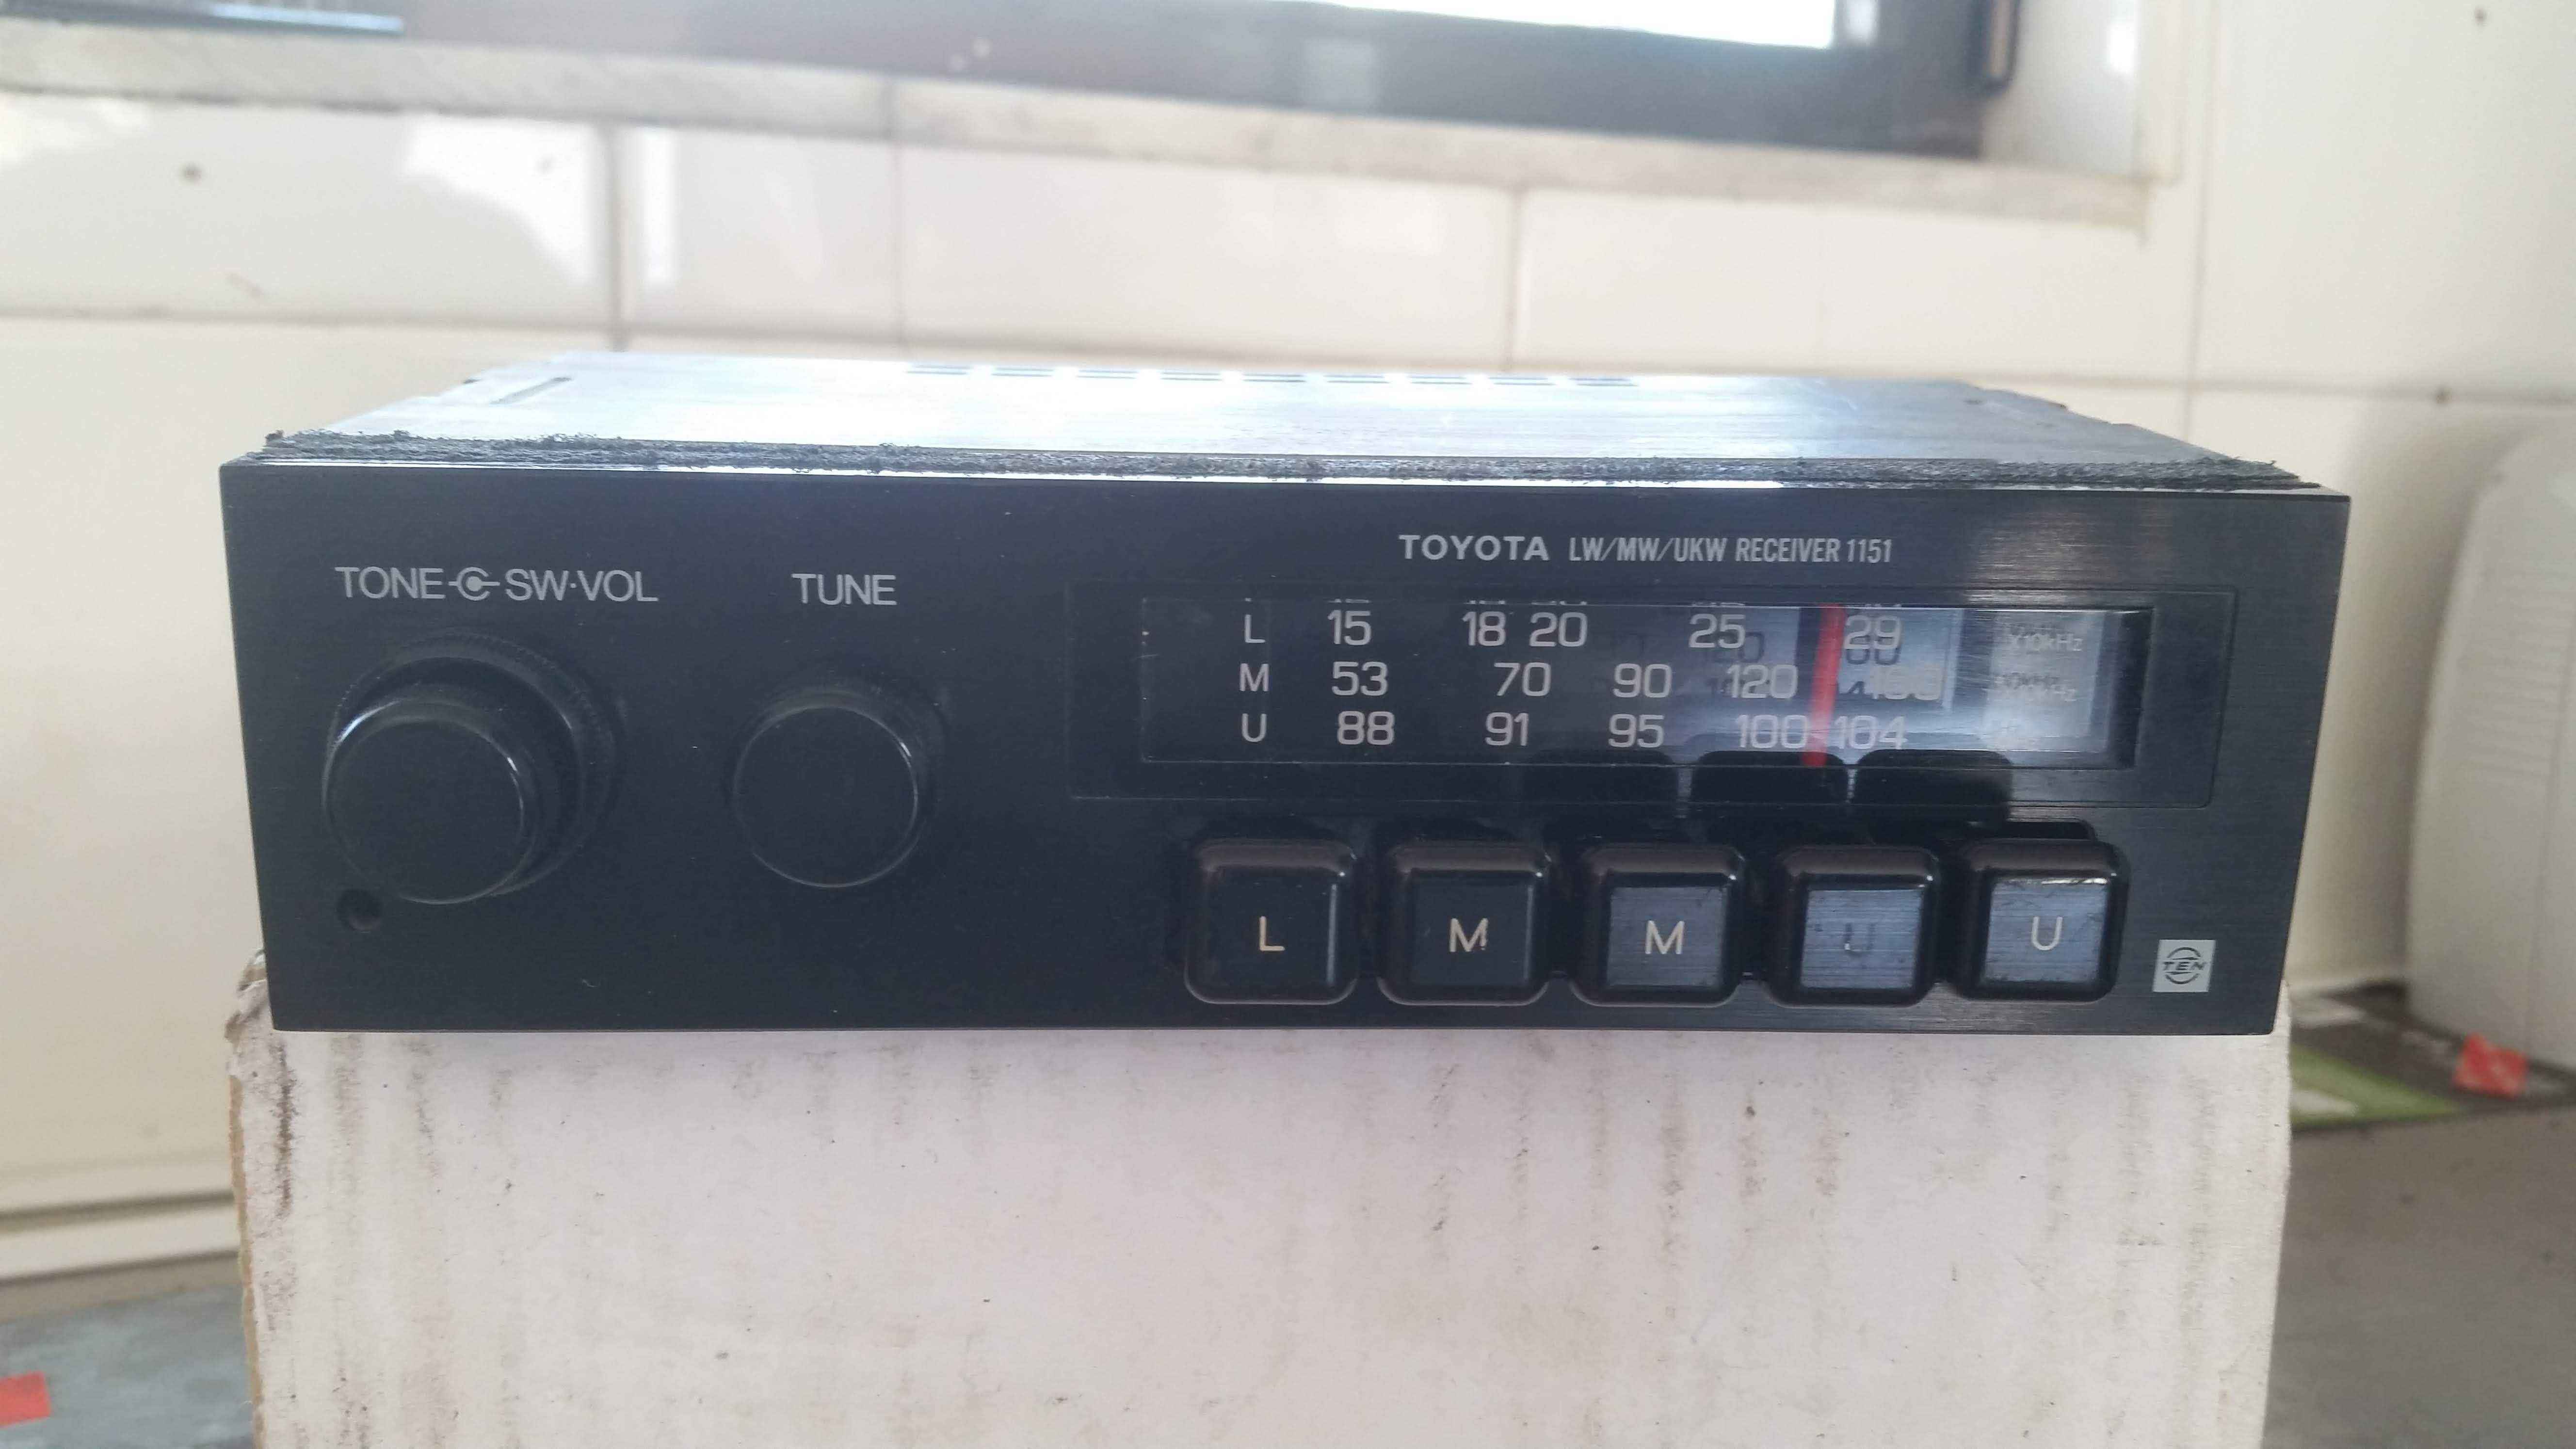 TOYOTA LW/MW/UKW RECEIVER 1151
TONE SW·VOL
TUNE
L 15 18 20 25 29 X10kHz
M 53 70 90 120
U 88 91 95 100 104
L M M U U
TEN